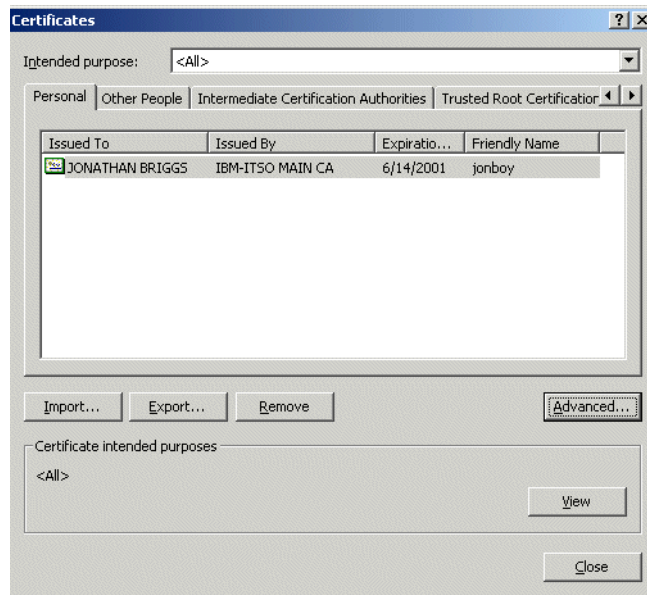 Certificates
Intended purpose: <All>
Personal Other People Intermediate Certification Authorities Trusted Root Certification
Issued To Issued By Expiratio... Friendly Name
JONATHAN BRIGGS IBM-ITSO MAIN CA 6/14/2001 jonboy
Import... Export... Remove Advanced...
Certificate intended purposes
<All>
View
Close